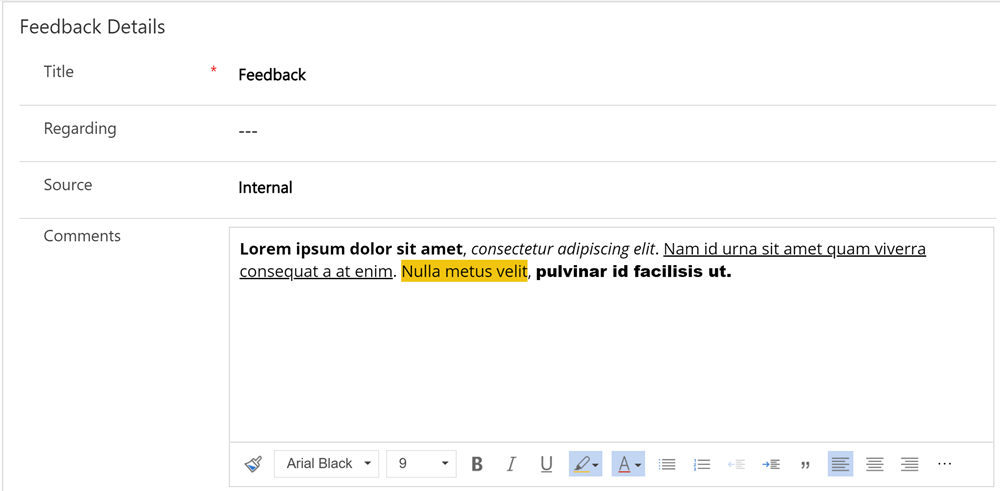 Feedback Details
Title * Feedback
Regarding ---
Source Internal
Comments
Lorem ipsum dolor sit amet, consectetur adipiscing elit. Nam id urna sit amet quam viverra
consequat a at enim. Nulla metus velit, pulvinar id facilisis ut.
Arial Black 9 B I U A ” ···